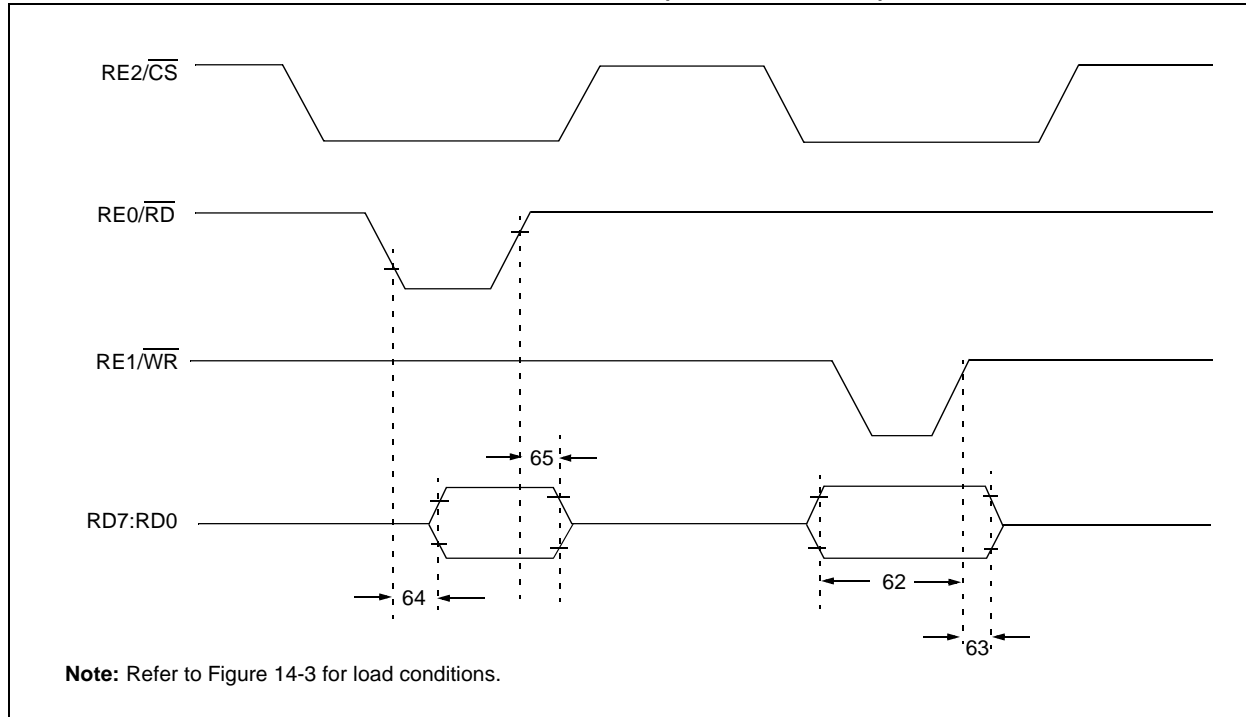 RE2/CS
RE0/RD
RE1/WR
65
RD7:RD0
62
64
63
Note: Refer to Figure 14-3 for load conditions.